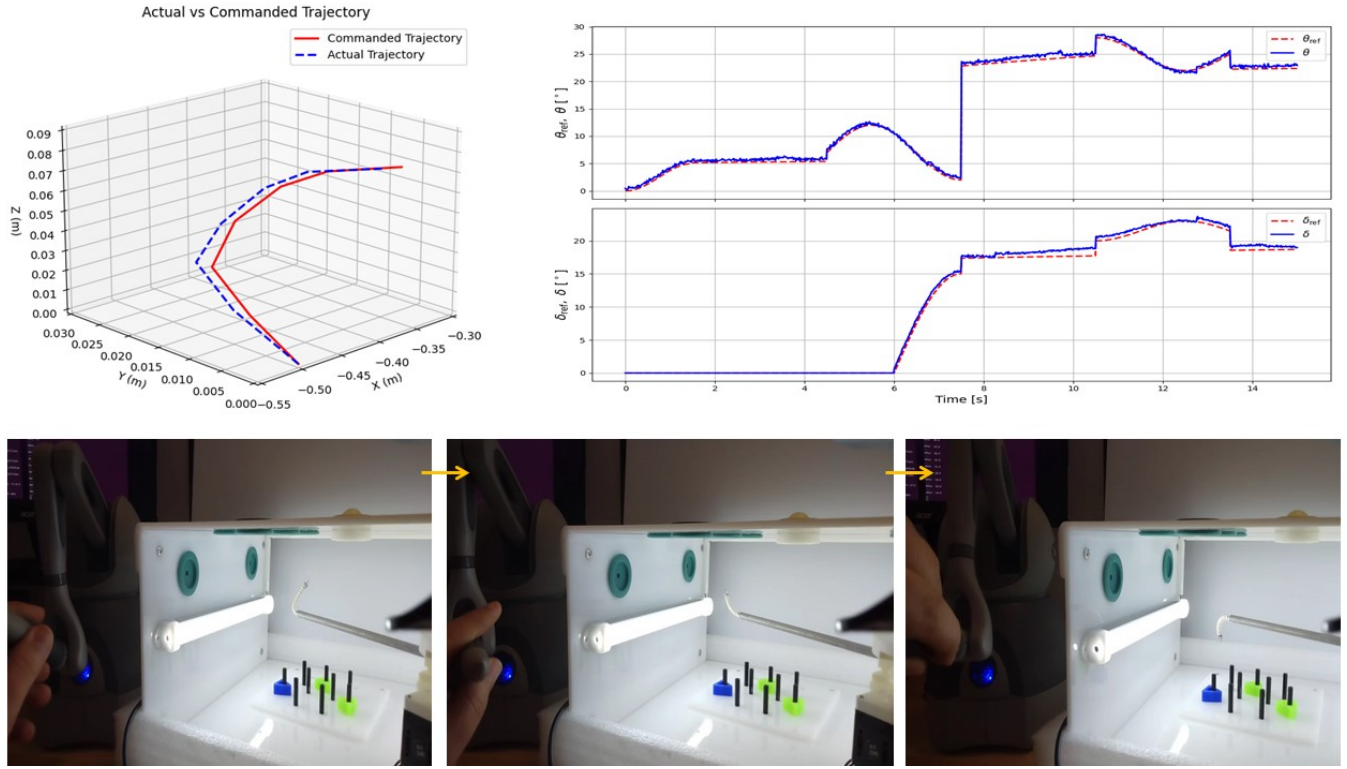 Actual vs Commanded Trajectory
Commanded Trajectory
Actual Trajectory
0.09
0.08
0.07
0.06
0.05
0.04
0.03
0.02
0.01
0.00
Z (m)
0.030
0.025
0.020
0.015
0.010
0.005
0.000
Y (m)
−0.55
−0.50
−0.45
−0.40
−0.35
−0.30
X (m)
30
25
20
15
10
5
0
θref, θ [°]
θref
θ
20
15
10
5
0
δref, δ [°]
δref
δ
0 2 4 6 8 10 12 14
Time [s]
acer